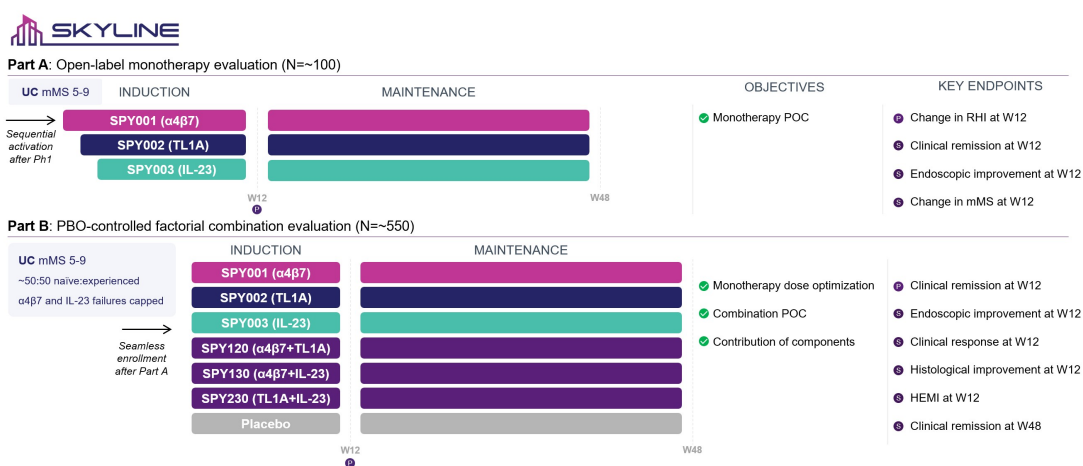 SKYLINE
Part A: Open-label monotherapy evaluation (N=~100)
UC mMS 5-9
INDUCTION
MAINTENANCE
OBJECTIVES
KEY ENDPOINTS
Sequential
activation
after Ph1
SPY001 (α4β7)
SPY002 (TL1A)
SPY003 (IL-23)
W12
P
W48
Monotherapy POC
P Change in RHI at W12
S Clinical remission at W12
S Endoscopic improvement at W12
S Change in mMS at W12
Part B: PBO-controlled factorial combination evaluation (N=~550)
UC mMS 5-9
~50:50 naïve:experienced
α4β7 and IL-23 failures capped
Seamless
enrollment
after Part A
INDUCTION
MAINTENANCE
SPY001 (α4β7)
SPY002 (TL1A)
SPY003 (IL-23)
SPY120 (α4β7+TL1A)
SPY130 (α4β7+IL-23)
SPY230 (TL1A+IL-23)
Placebo
W12
P
W48
Monotherapy dose optimization
Combination POC
Contribution of components
P Clinical remission at W12
S Endoscopic improvement at W12
S Clinical response at W12
S Histological improvement at W12
S HEMI at W12
S Clinical remission at W48